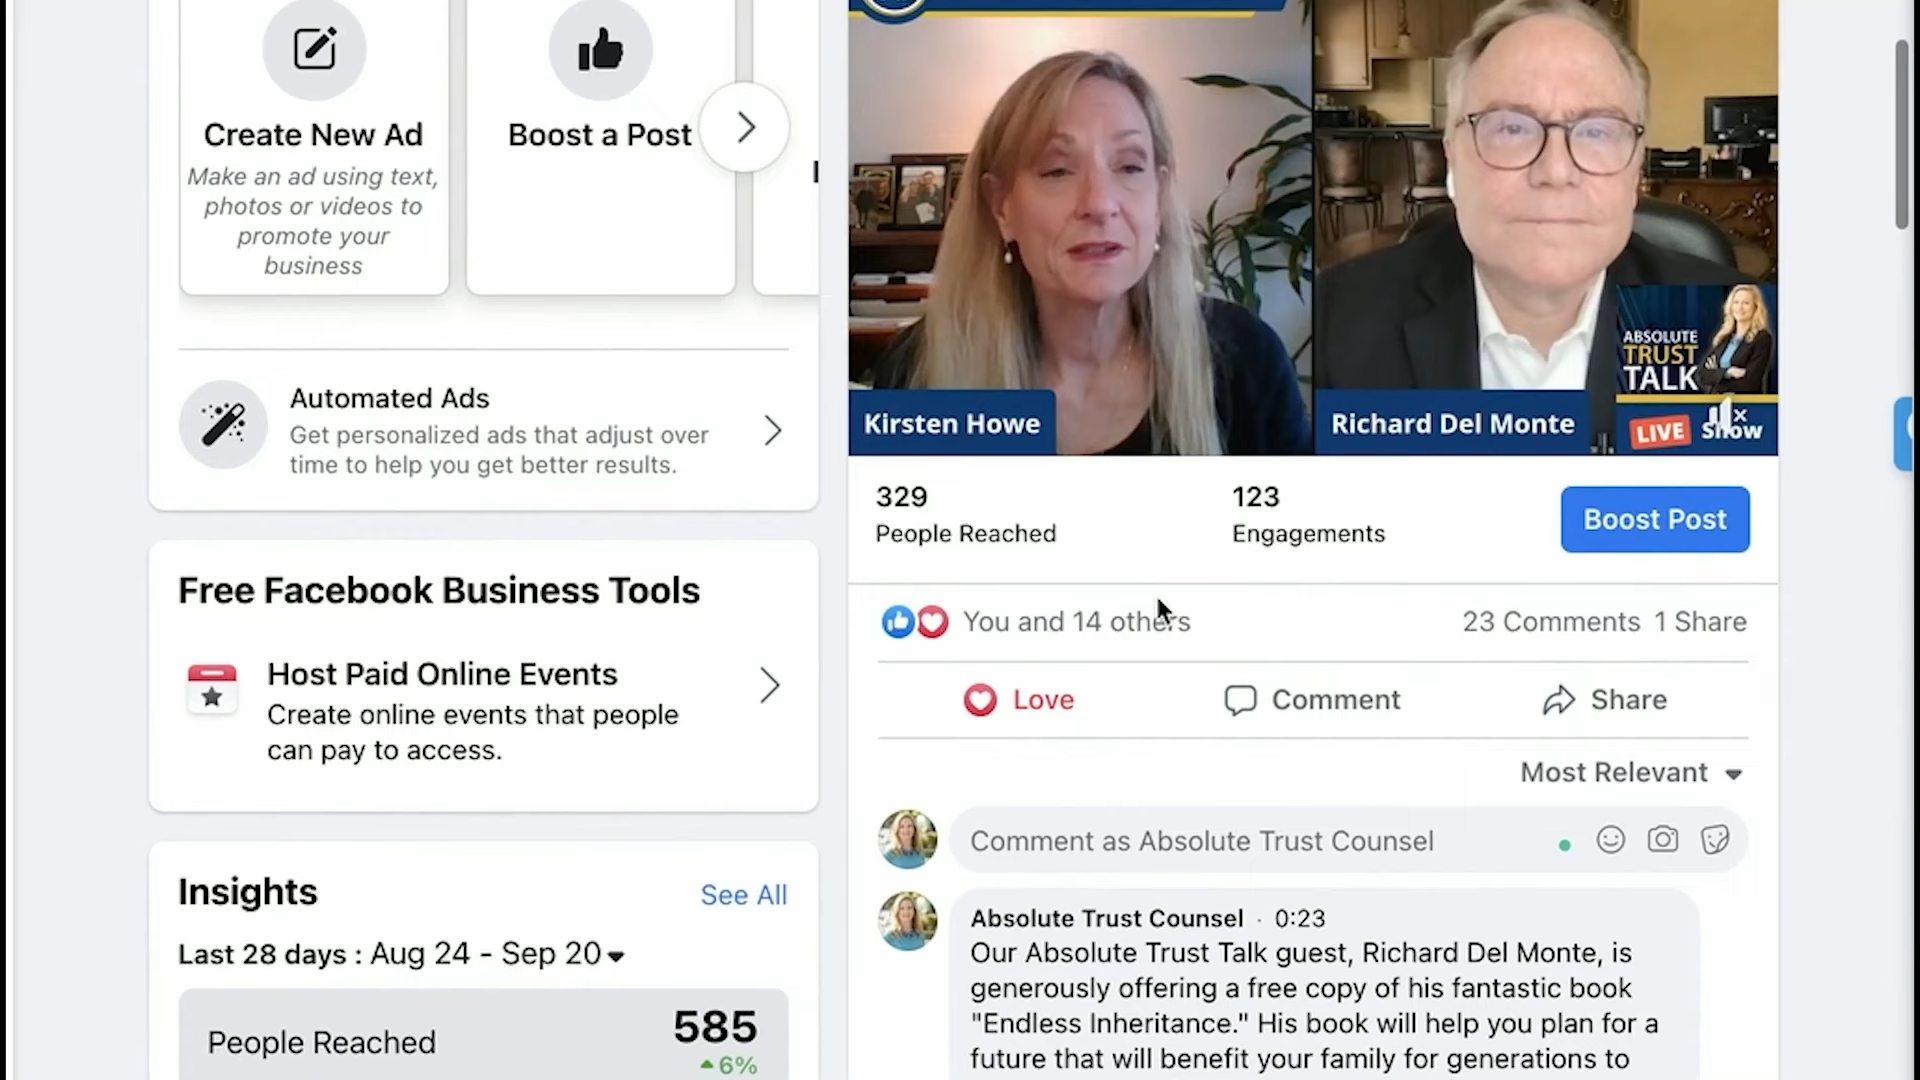 Create New Ad
Make an ad using text,
photos or videos to
promote your
business
Boost a Post
Automated Ads
Get personalized ads that adjust over
time to help you get better results.
Free Facebook Business Tools
Host Paid Online Events
Create online events that people
can pay to access.
Insights
See All
Last 28 days : Aug 24 - Sep 20
People Reached
585
6%
ABSOLUTE
TRUST
TALK
LIVE Show
Kirsten Howe
Richard Del Monte
329
People Reached
123
Engagements
Boost Post
You and 14 others
23 Comments 1 Share
Love
Comment
Share
Most Relevant
Comment as Absolute Trust Counsel
Absolute Trust Counsel · 0:23
Our Absolute Trust Talk guest, Richard Del Monte, is
generously offering a free copy of his fantastic book
"Endless Inheritance." His book will help you plan for a
future that will benefit your family for generations to